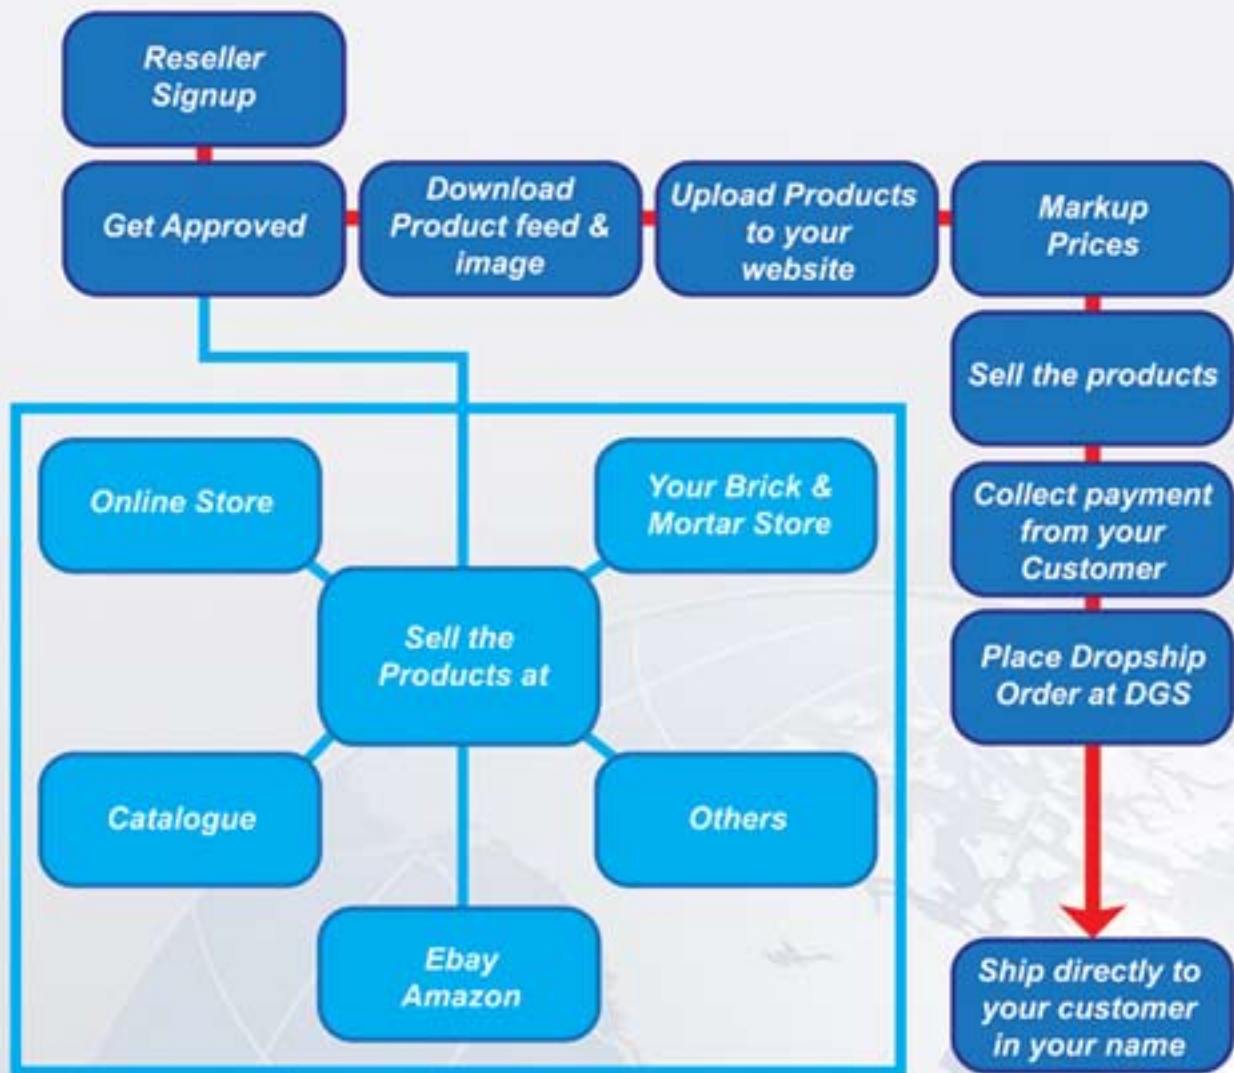 Reseller
Signup
Get Approved
Download
Product feed &
image
Upload Products
to your
website
Markup
Prices
Sell the products
Collect payment
from your
Customer
Place Dropship
Order at DGS
Ship directly to
your customer
in your name
Online Store
Your Brick &
Mortar Store
Sell the
Products at
Catalogue
Others
Ebay
Amazon